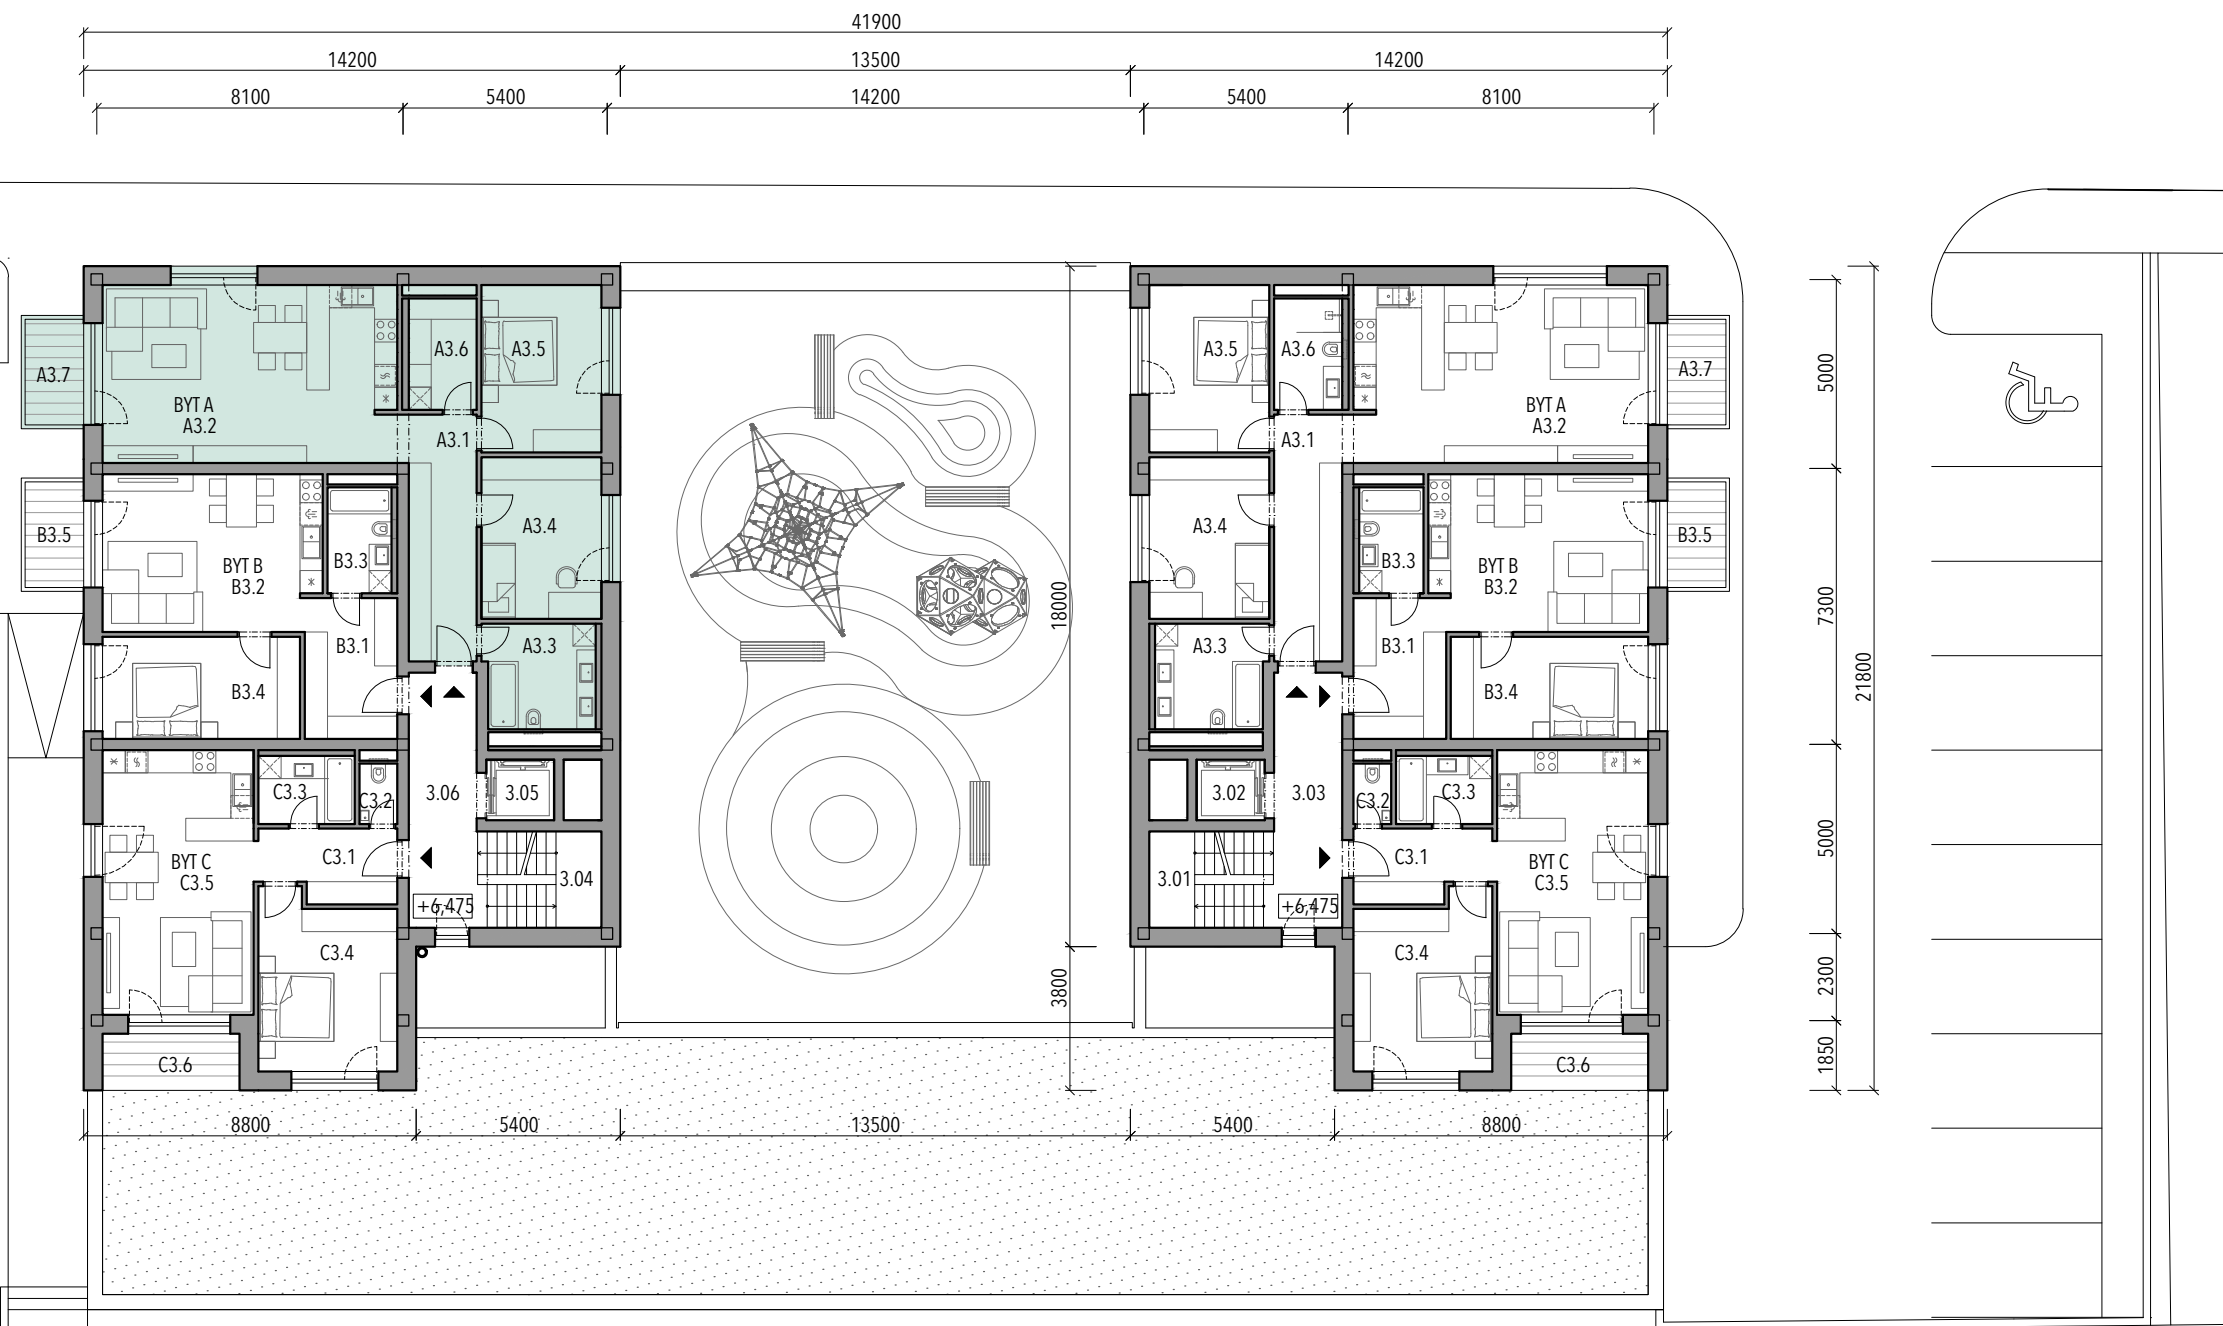 41900
14200 13500 14200
8100 5400 14200 5400 8100
A3.7
BYT A
A3.2
A3.6
A3.5
A3.1
A3.4
A3.3
B3.5
BYT B
B3.2
B3.3
B3.1
B3.4
C3.3
C3.2
3.06
3.05
BYT C
C3.5
C3.1
3.04
+6,475
C3.4
C3.6
18000
3800
A3.5
A3.6
A3.7
BYT A
A3.2
A3.1
A3.4
A3.3
B3.3
BYT B
B3.2
B3.5
B3.1
B3.4
3.02
3.03
C3.2
C3.3
3.01
C3.1
BYT C
C3.5
+6,475
C3.4
C3.6
5000
7300
5000
2300
1850
21800
8800 5400 13500 5400 8800